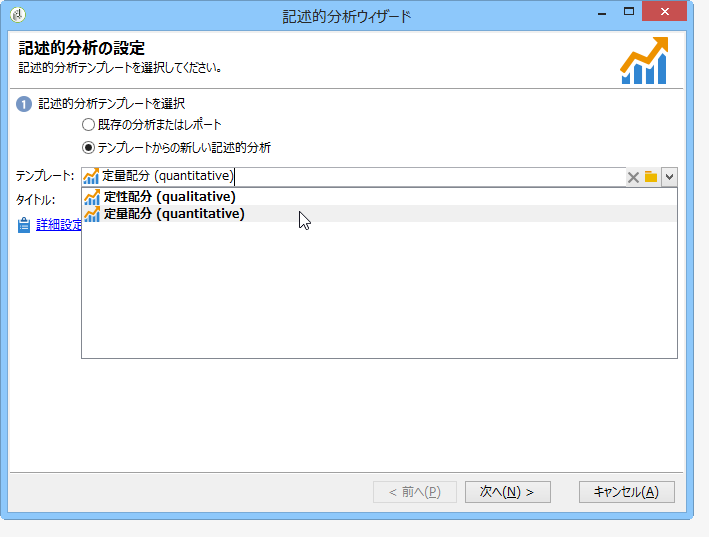 記述的分析ウィザード
記述的分析の設定
記述的分析テンプレートを選択してください。
1 記述的分析テンプレートを選択
既存の分析またはレポート
テンプレートからの新しい記述的分析
テンプレート: 定量配分 (quantitative)
定性配分 (qualitative)
タイトル:
定量配分 (quantitative)
詳細設定
< 前へ(P) 次へ(N) > キャンセル(A)